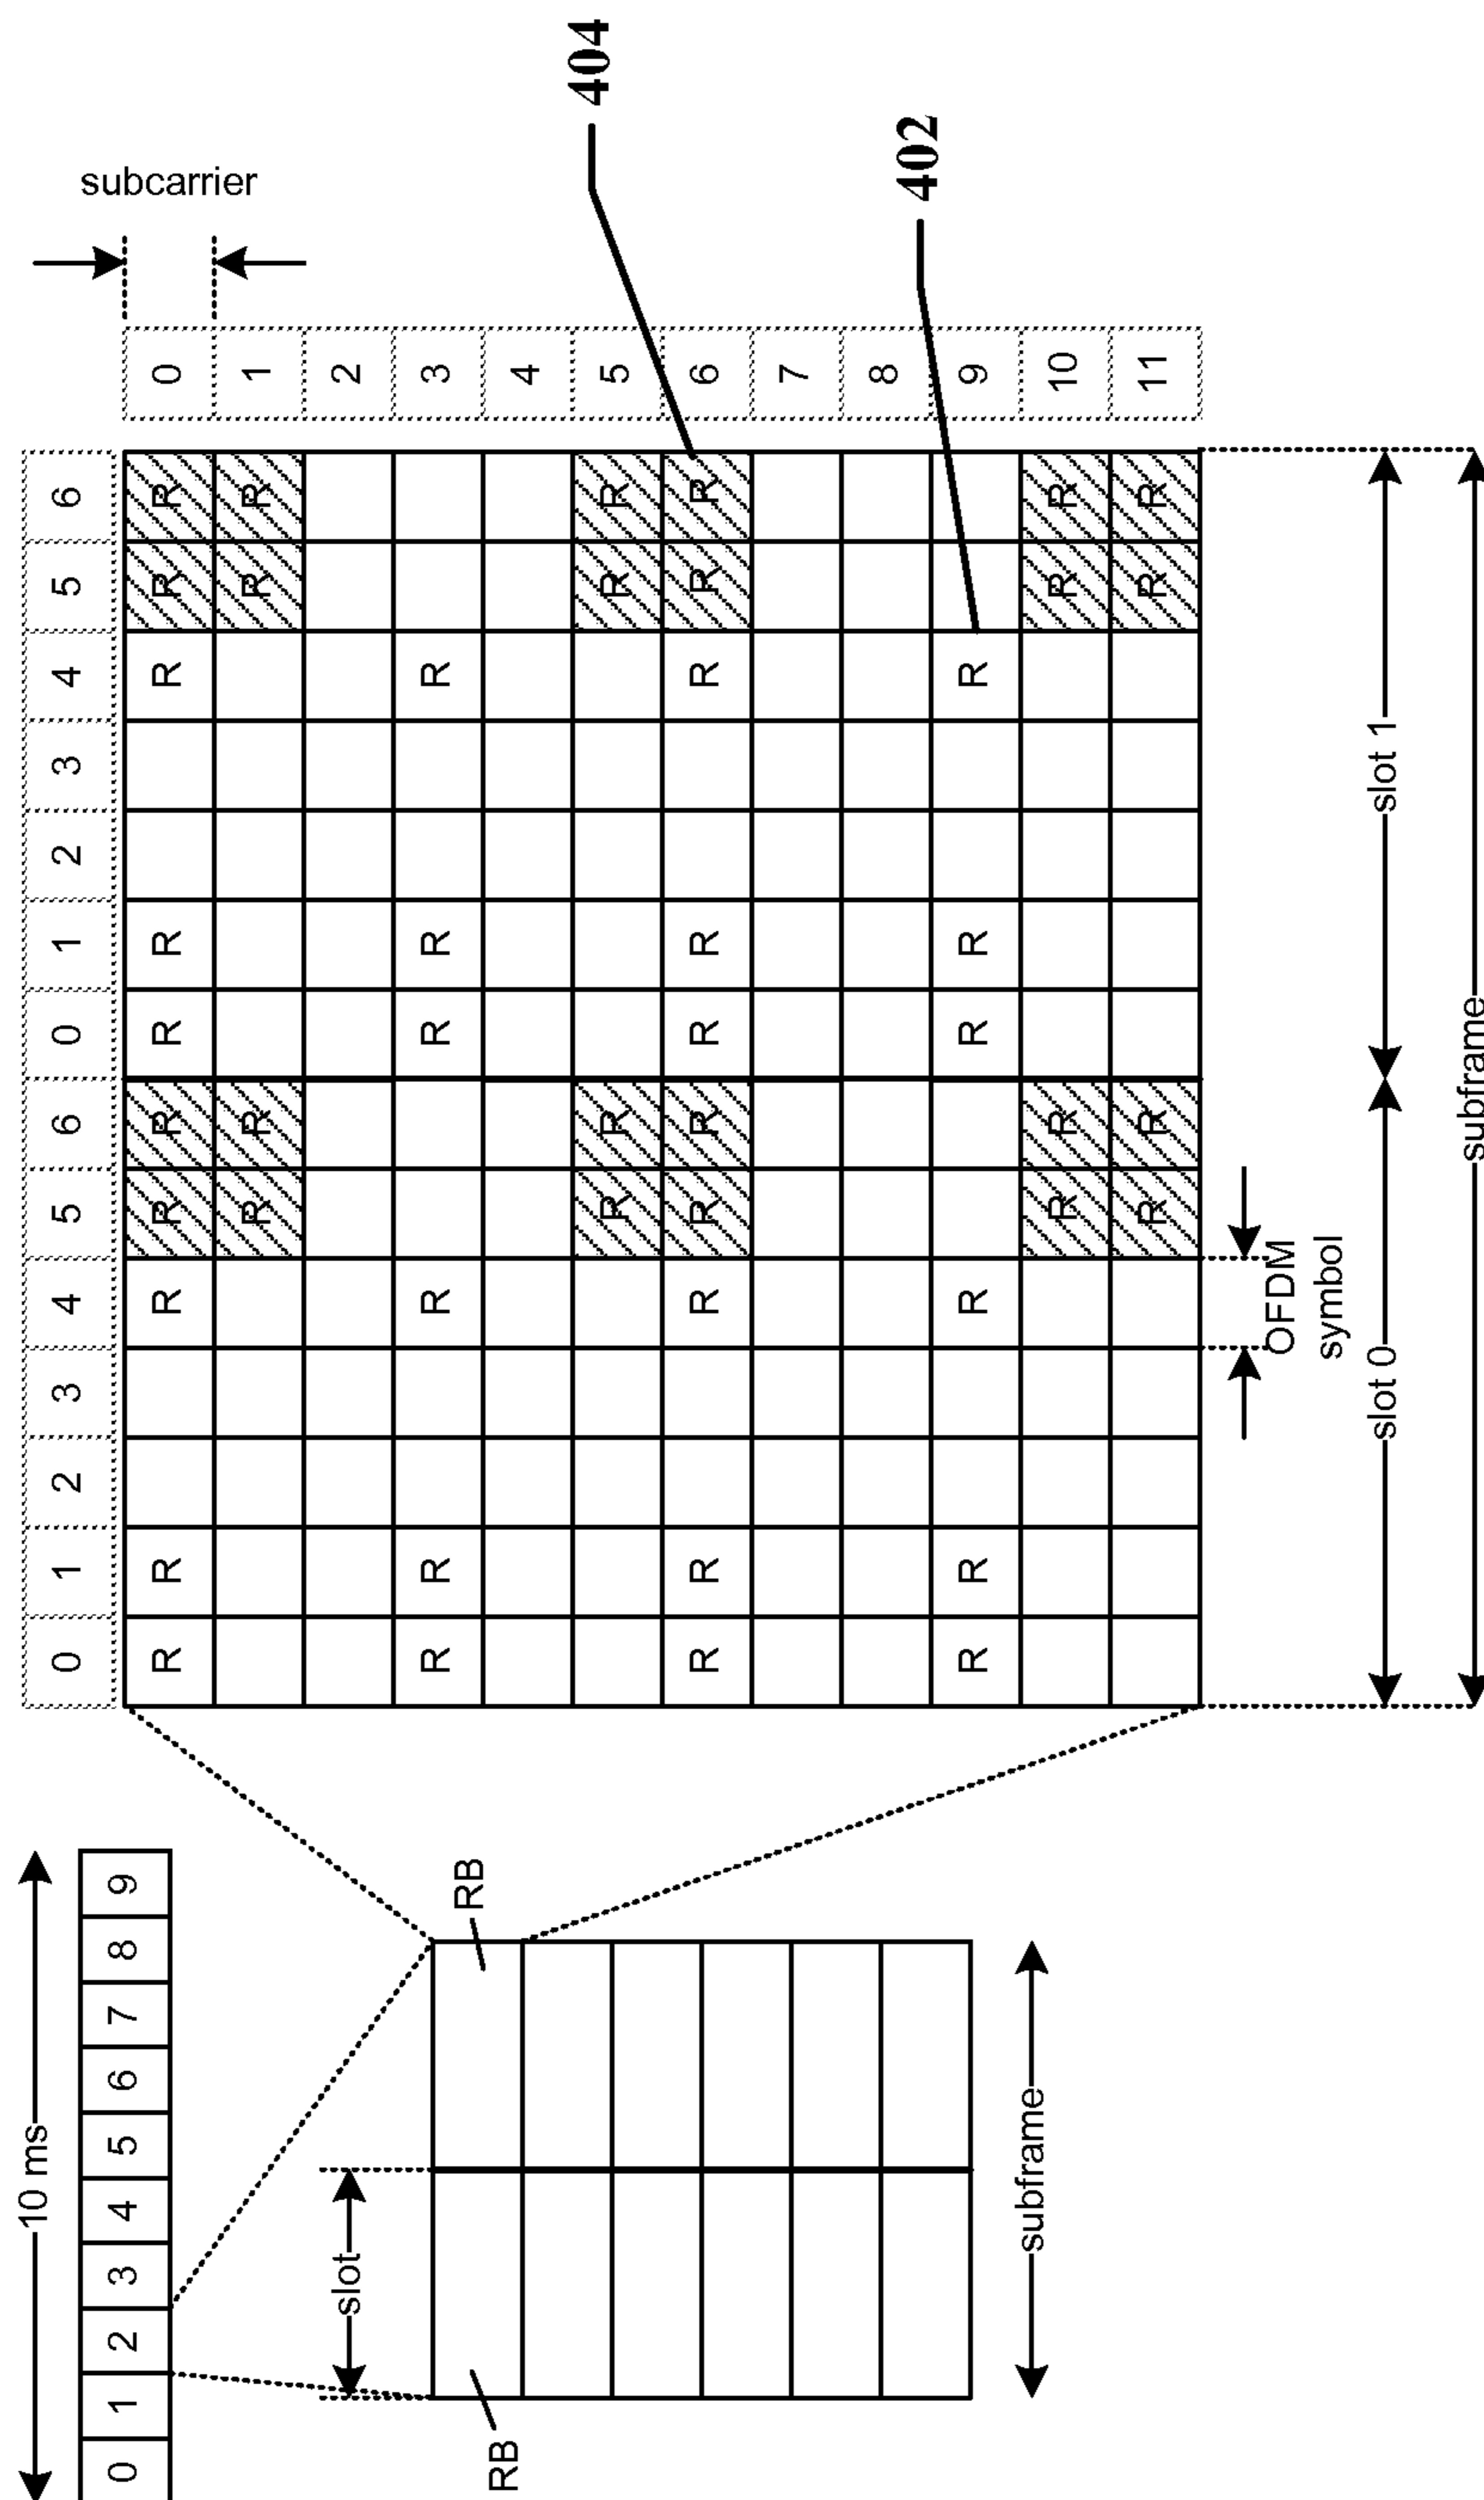 10 ms
0 1 2 3 4 5 6 7 8 9
slot
RB
RB
subframe
0 1 2 3 4 5 6 0 1 2 3 4 5 6
subcarrier
R R R R R R R R R R 0
R R R R 1
2
R R R R R R 3
4
R R R R 5
404
R R R R R R R R R R 6
7
8
402
R R R R R R 9
R R R R 10
R R R R 11
OFDM
symbol
slot 0 slot 1
subframe